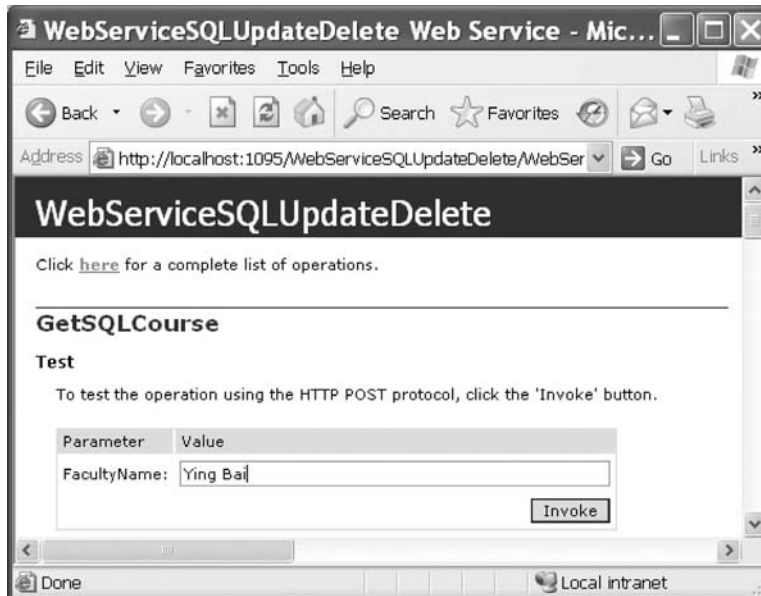 WebServiceSQLUpdateDelete Web Service - Mic...
File Edit View Favorites Tools Help
Back Search Favorites »
Address http://localhost:1095/WebServiceSQLUpdateDelete/WebSer Go Links »
WebServiceSQLUpdateDelete
Click here for a complete list of operations.
GetSQLCourse
Test
To test the operation using the HTTP POST protocol, click the 'Invoke' button.
Parameter Value
FacultyName: Ying Bai
Invoke
Done Local intranet